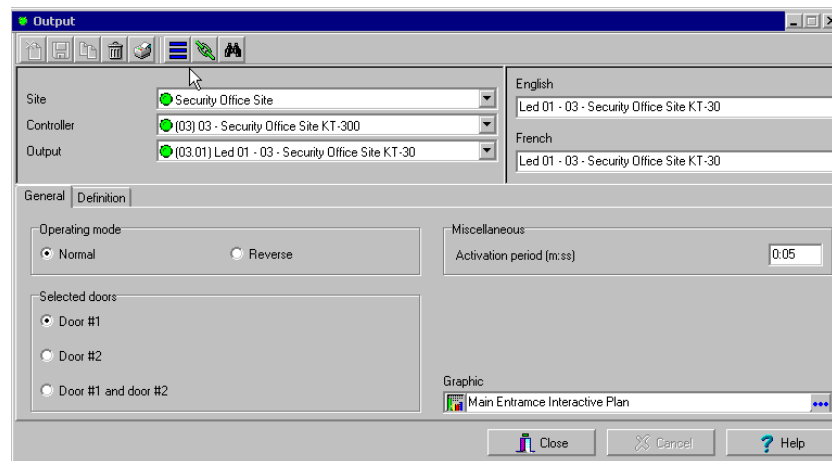 Output
Site
Security Office Site
Controller
(03) 03 - Security Office Site KT-300
Output
(03.01) Led 01 - 03 - Security Office Site KT-30
English
Led 01 - 03 - Security Office Site KT-30
French
Led 01 - 03 - Security Office Site KT-30
General
Definition
Operating mode
Normal
Reverse
Miscellaneous
Activation period (m:ss)
0:05
Selected doors
Door #1
Door #2
Door #1 and door #2
Graphic
Main Entramce Interactive Plan
Close
Cancel
Help